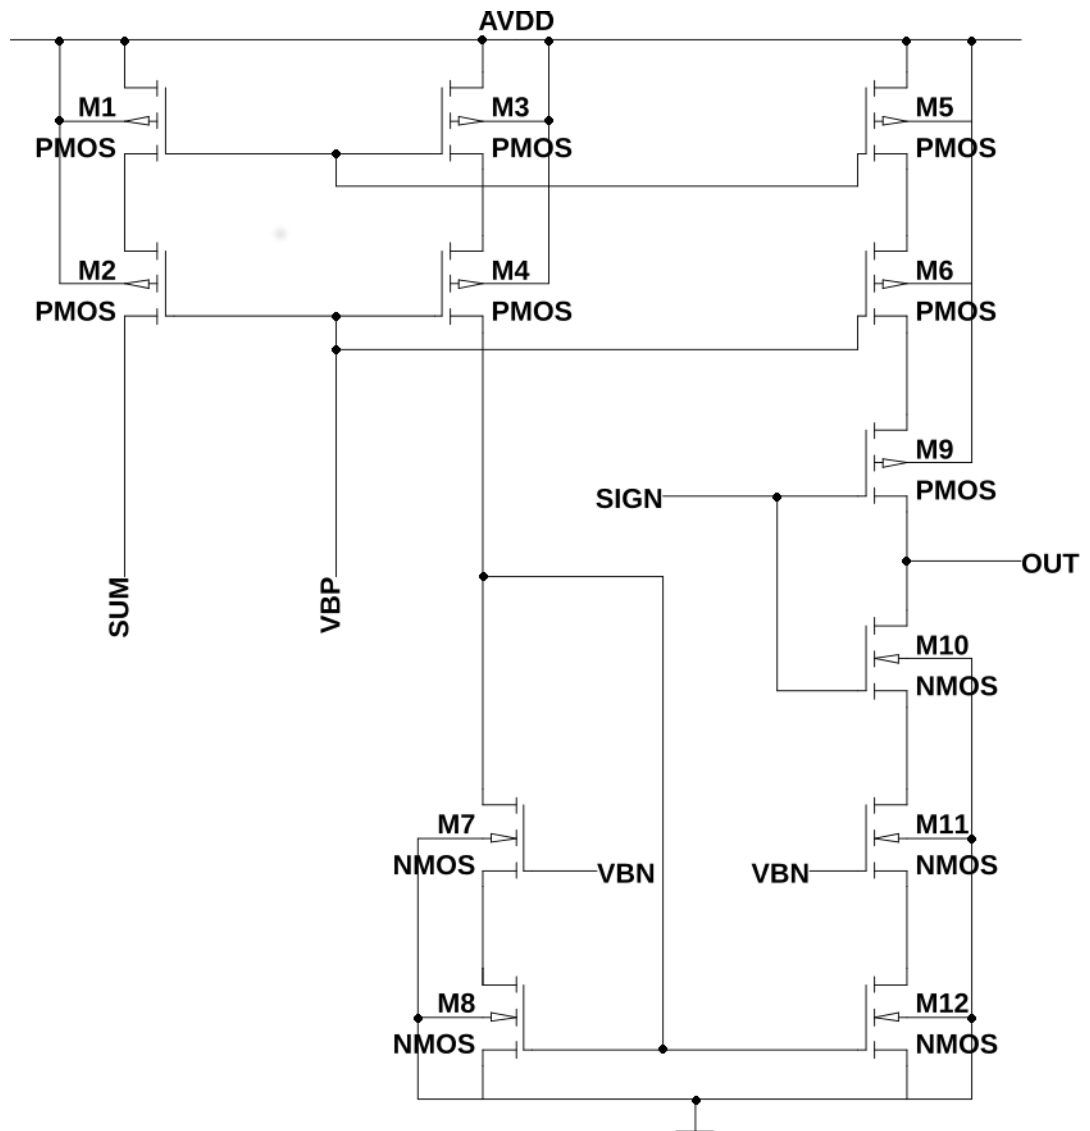 AVDD
M1
PMOS
M3
PMOS
M5
PMOS
M2
PMOS
M4
PMOS
M6
PMOS
M9
PMOS
SIGN
OUT
SUM
VBP
M10
NMOS
M7
NMOS
VBN
VBN
M11
NMOS
M8
NMOS
M12
NMOS